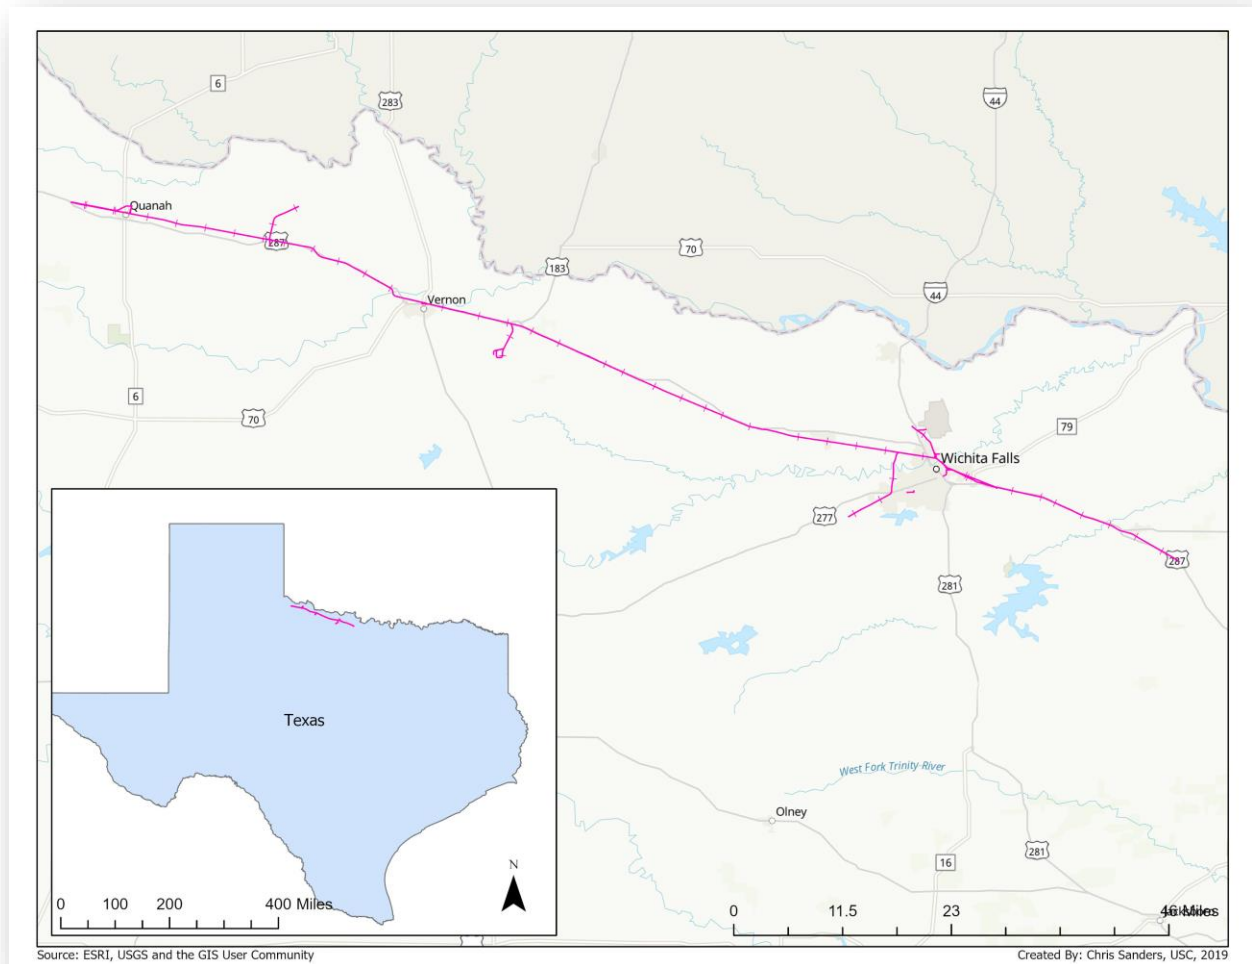 6
283
44
Quanah
287
70
183
44
Vernon
6
70
79
Wichita Falls
277
287
281
Texas
West Fork Trinity River
Olney
N
281
16
0 100 200 400 Miles
0 11.5 23 46 Miles
Source: ESRI, USGS and the GIS User Community
Created By: Chris Sanders, USC, 2019